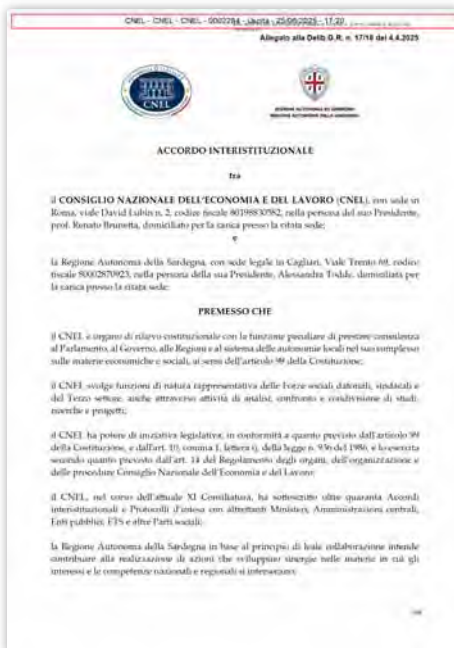 CNEL - CNEL - CNEL - 0002284 - Uscita - 25/06/2025 - 17:20
Allegato alla Delib.G.R. n. 17/18 del 4.4.2025
CNEL
REGIONE AUTONOMA DELLA SARDEGNA
ACCORDO INTERISTITUZIONALE
tra
il CONSIGLIO NAZIONALE DELL'ECONOMIA E DEL LAVORO (CNEL), con sede in
Roma, viale David Lubin n. 2, codice fiscale 80198830582, nella persona del suo Presidente,
prof. Renato Brunetta, domiciliato per la carica presso la citata sede;
e
la Regione Autonoma della Sardegna, con sede legale in Cagliari, Viale Trento 69, codice
fiscale 80002870923, nella persona della sua Presidente, Alessandra Todde, domiciliata per
la carica presso la citata sede;
PREMESSO CHE
il CNEL è organo di rilievo costituzionale con la funzione peculiare di prestare consulenza
al Parlamento, al Governo, alle Regioni e al sistema delle autonomie locali nel suo complesso
sulle materie economiche e sociali, ai sensi dell'articolo 99 della Costituzione;
il CNEL svolge funzioni di natura rappresentativa delle Forze sociali datoriali, sindacali e
del Terzo settore, anche attraverso attività di analisi, confronto e condivisione di studi,
ricerche e progetti;
il CNEL ha potere di iniziativa legislativa, in conformità a quanto previsto dall'articolo 99
della Costituzione, e dall'art. 10, comma 1, lettera i), della legge n. 936 del 1986, e lo esercita
secondo quanto previsto dall'art. 14 del Regolamento degli organi, dell'organizzazione e
delle procedure Consiglio Nazionale dell'Economia e del Lavoro;
il CNEL, nel corso dell'attuale XI Consiliatura, ha sottoscritto oltre quaranta Accordi
interistituzionali e Protocolli d'intesa con altrettanti Ministeri, Amministrazioni centrali,
Enti pubblici, ETS e altre Parti sociali;
la Regione Autonoma della Sardegna in base al principio di leale collaborazione intende
contribuire alla realizzazione di azioni che sviluppino sinergie nelle materie in cui gli
interessi e le competenze nazionali e regionali si intersecano;